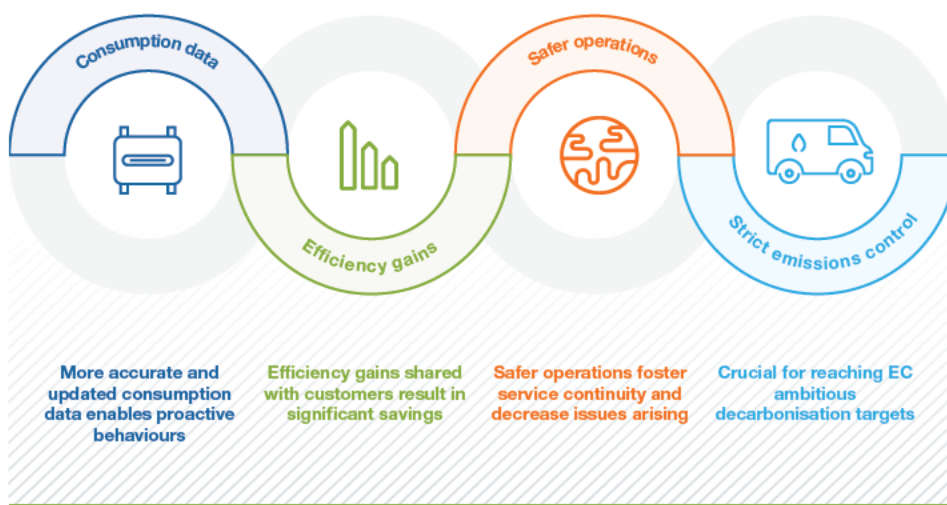 Consumption data
Safer operations
Efficiency gains
Strict emissions control
More accurate and
updated consumption
data enables proactive
behaviours
Efficiency gains shared
with customers result in
significant savings
Safer operations foster
service continuity and
decrease issues arising
Crucial for reaching EC
ambitious
decarbonisation targets